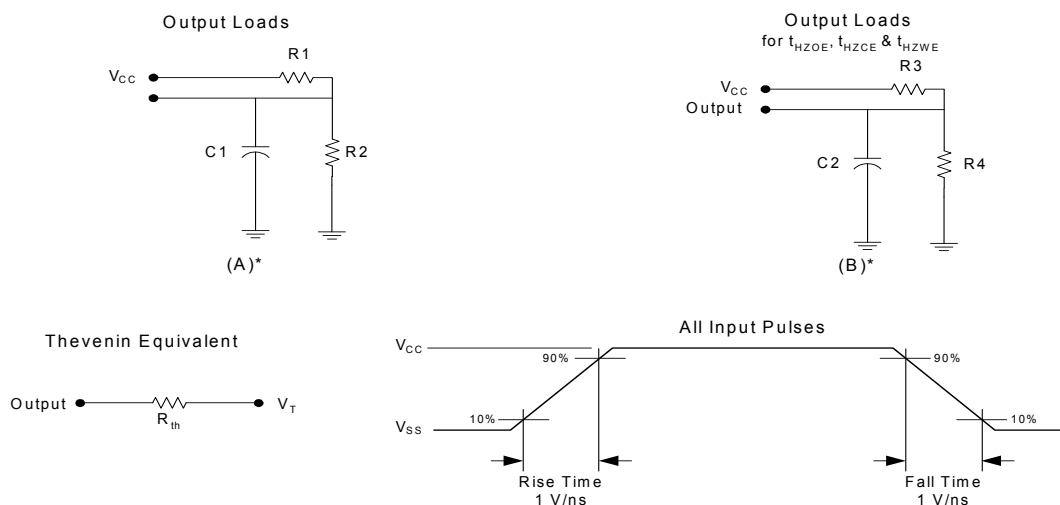 Output Loads
R1
VCC
C1
R2
(A)*
Output Loads
for tHZOE, tHZCE & tHZWE
R3
VCC
Output
C2
R4
(B)*
Thevenin Equivalent
Output
Rth
VT
All Input Pulses
VCC
90%
90%
10%
10%
VSS
Rise Time
1 V/ns
Fall Time
1 V/ns